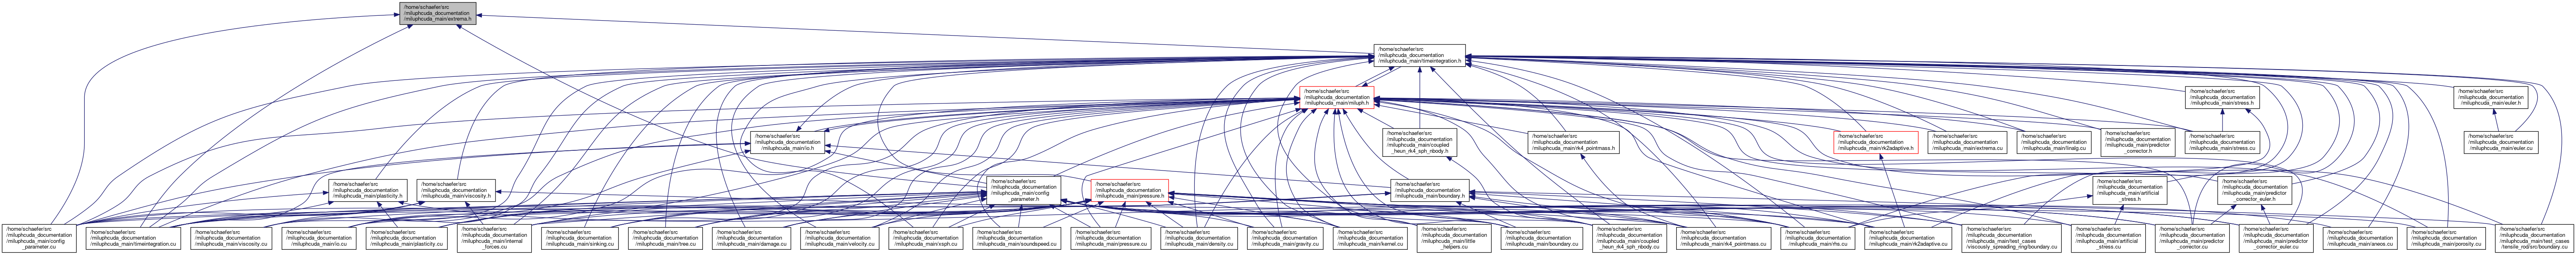 /home/schaefer/src
/miluphcuda_documentation
/miluphcuda_main/extrema.h
/home/schaefer/src
/miluphcuda_documentation
/miluphcuda_main/timeintegration.h
/home/schaefer/src
/miluphcuda_documentation
/miluphcuda_main/miluph.h
/home/schaefer/src
/miluphcuda_documentation
/miluphcuda_main/stress.h
/home/schaefer/src
/miluphcuda_documentation
/miluphcuda_main/euler.h
/home/schaefer/src
/miluphcuda_documentation
/miluphcuda_main/io.h
/home/schaefer/src
/miluphcuda_documentation
/miluphcuda_main/coupled
_heun_rk4_sph_nbody.h
/home/schaefer/src
/miluphcuda_documentation
/miluphcuda_main/rk4_pointmass.h
/home/schaefer/src
/miluphcuda_documentation
/miluphcuda_main/rk2adaptive.h
/home/schaefer/src
/miluphcuda_documentation
/miluphcuda_main/extrema.cu
/home/schaefer/src
/miluphcuda_documentation
/miluphcuda_main/linalg.cu
/home/schaefer/src
/miluphcuda_documentation
/miluphcuda_main/predictor
_corrector.h
/home/schaefer/src
/miluphcuda_documentation
/miluphcuda_main/stress.cu
/home/schaefer/src
/miluphcuda_documentation
/miluphcuda_main/euler.cu
/home/schaefer/src
/miluphcuda_documentation
/miluphcuda_main/plasticity.h
/home/schaefer/src
/miluphcuda_documentation
/miluphcuda_main/viscosity.h
/home/schaefer/src
/miluphcuda_documentation
/miluphcuda_main/config
_parameter.h
/home/schaefer/src
/miluphcuda_documentation
/miluphcuda_main/pressure.h
/home/schaefer/src
/miluphcuda_documentation
/miluphcuda_main/boundary.h
/home/schaefer/src
/miluphcuda_documentation
/miluphcuda_main/artificial
_stress.h
/home/schaefer/src
/miluphcuda_documentation
/miluphcuda_main/predictor
_corrector_euler.h
/home/schaefer/src
/miluphcuda_documentation
/miluphcuda_main/config
_parameter.cu
/home/schaefer/src
/miluphcuda_documentation
/miluphcuda_main/timeintegration.cu
/home/schaefer/src
/miluphcuda_documentation
/miluphcuda_main/viscosity.cu
/home/schaefer/src
/miluphcuda_documentation
/miluphcuda_main/io.cu
/home/schaefer/src
/miluphcuda_documentation
/miluphcuda_main/plasticity.cu
/home/schaefer/src
/miluphcuda_documentation
/miluphcuda_main/internal
_forces.cu
/home/schaefer/src
/miluphcuda_documentation
/miluphcuda_main/sinking.cu
/home/schaefer/src
/miluphcuda_documentation
/miluphcuda_main/tree.cu
/home/schaefer/src
/miluphcuda_documentation
/miluphcuda_main/damage.cu
/home/schaefer/src
/miluphcuda_documentation
/miluphcuda_main/velocity.cu
/home/schaefer/src
/miluphcuda_documentation
/miluphcuda_main/xsph.cu
/home/schaefer/src
/miluphcuda_documentation
/miluphcuda_main/soundspeed.cu
/home/schaefer/src
/miluphcuda_documentation
/miluphcuda_main/pressure.cu
/home/schaefer/src
/miluphcuda_documentation
/miluphcuda_main/density.cu
/home/schaefer/src
/miluphcuda_documentation
/miluphcuda_main/gravity.cu
/home/schaefer/src
/miluphcuda_documentation
/miluphcuda_main/kernel.cu
/home/schaefer/src
/miluphcuda_documentation
/miluphcuda_main/little
_helpers.cu
/home/schaefer/src
/miluphcuda_documentation
/miluphcuda_main/boundary.cu
/home/schaefer/src
/miluphcuda_documentation
/miluphcuda_main/coupled
_heun_rk4_sph_nbody.cu
/home/schaefer/src
/miluphcuda_documentation
/miluphcuda_main/rk4_pointmass.cu
/home/schaefer/src
/miluphcuda_documentation
/miluphcuda_main/rhs.cu
/home/schaefer/src
/miluphcuda_documentation
/miluphcuda_main/rk2adaptive.cu
/home/schaefer/src
/miluphcuda_documentation
/miluphcuda_main/test_cases
/viscously_spreading_ring/boundary.cu
/home/schaefer/src
/miluphcuda_documentation
/miluphcuda_main/artificial
_stress.cu
/home/schaefer/src
/miluphcuda_documentation
/miluphcuda_main/predictor
_corrector.cu
/home/schaefer/src
/miluphcuda_documentation
/miluphcuda_main/predictor
_corrector_euler.cu
/home/schaefer/src
/miluphcuda_documentation
/miluphcuda_main/aneos.cu
/home/schaefer/src
/miluphcuda_documentation
/miluphcuda_main/porosity.cu
/home/schaefer/src
/miluphcuda_documentation
/miluphcuda_main/test_cases
/tensile_rod/src/boundary.cu